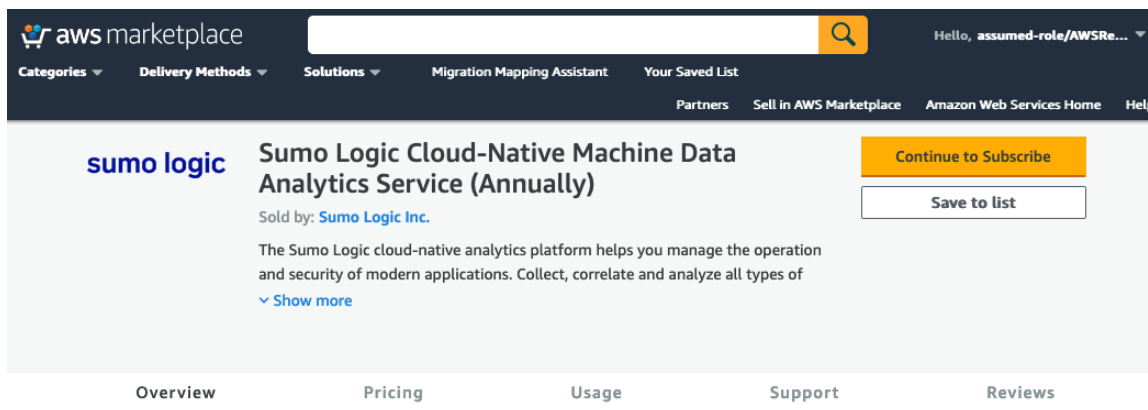 aws marketplace
Hello, assumed-role/AWSRe...
Categories Delivery Methods Solutions Migration Mapping Assistant Your Saved List
Partners Sell in AWS Marketplace Amazon Web Services Home Hel
sumo logic
Sumo Logic Cloud-Native Machine Data
Analytics Service (Annually)
Sold by: Sumo Logic Inc.
The Sumo Logic cloud-native analytics platform helps you manage the operation
and security of modern applications. Collect, correlate and analyze all types of
Show more
Continue to Subscribe
Save to list
Overview Pricing Usage Support Reviews